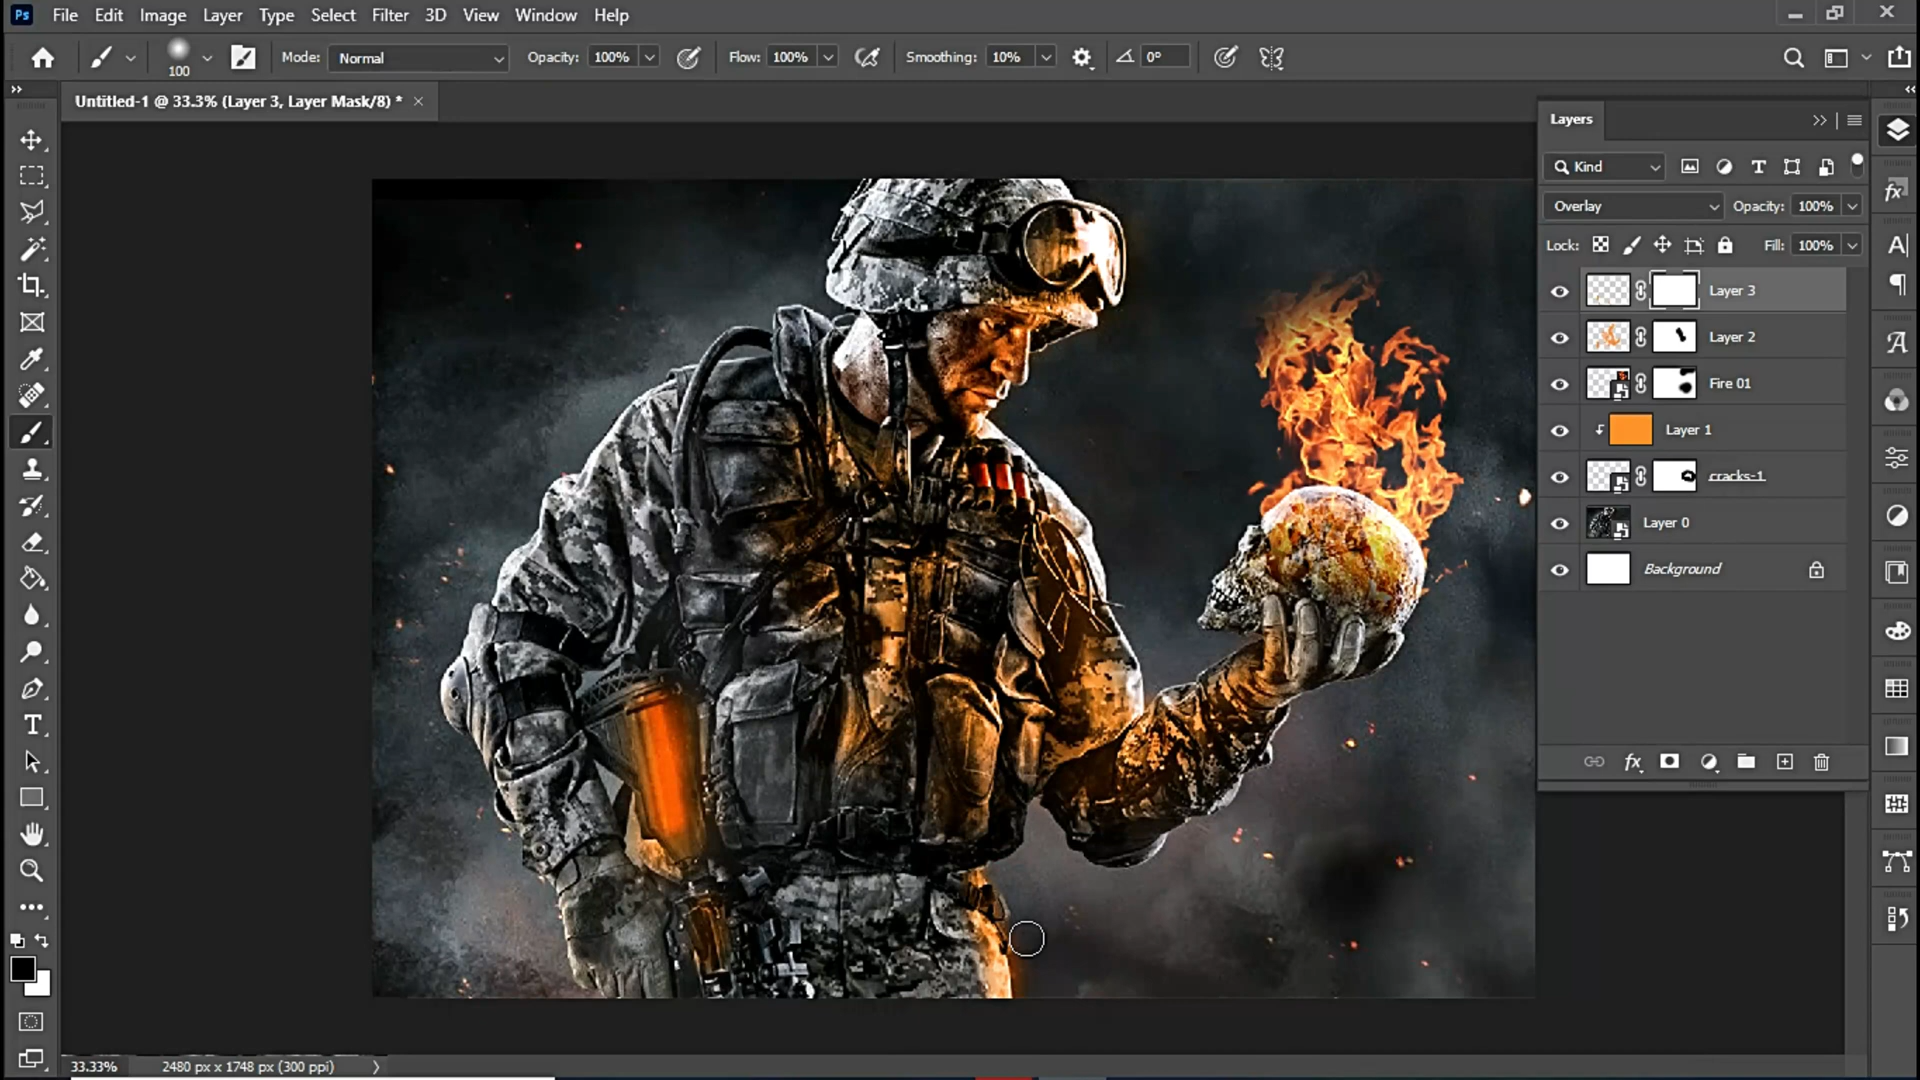 Ps File Edit Image Layer Type Select Filter 3D View Window Help
100 Mode: Normal Opacity: 100% Flow: 100% Smoothing: 10% 0°
Untitled-1 @ 33.3% (Layer 3, Layer Mask/8) * ×
Layers
Kind
Overlay Opacity: 100%
Lock: Fill: 100%
Layer 3
Layer 2
Fire 01
Layer 1
cracks-1
Layer 0
Background
33.33% 2480 px x 1748 px (300 ppi)